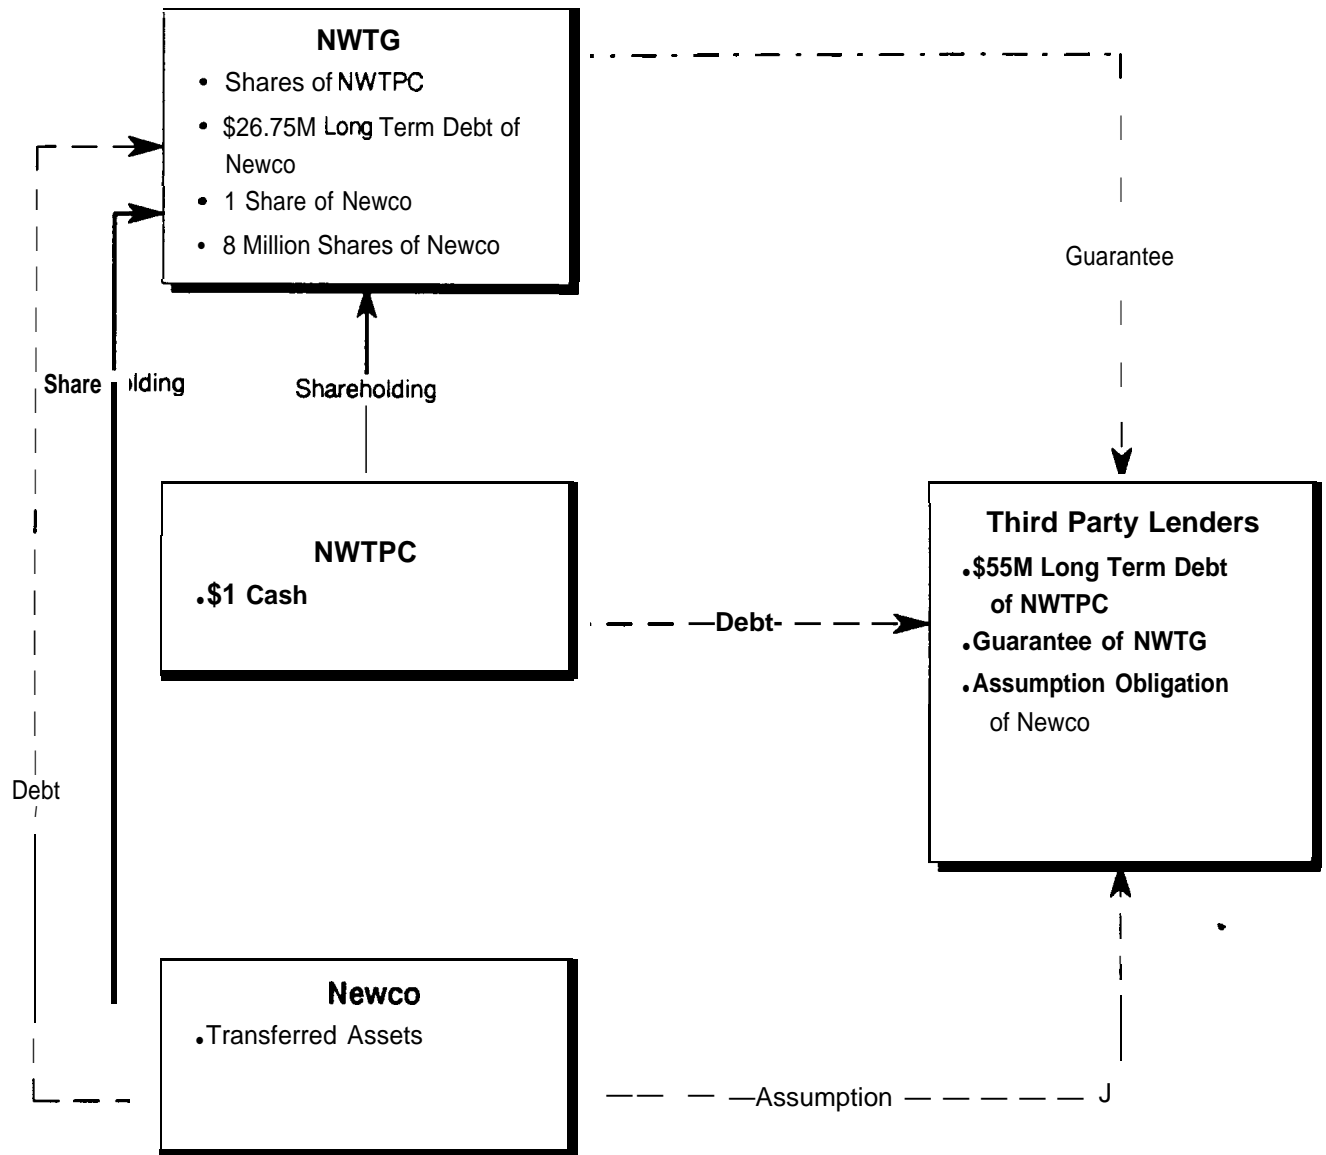 NWTG
• Shares of NWTPC
• $26.75M Long Term Debt of
Newco
• 1 Share of Newco
• 8 Million Shares of Newco
Guarantee
Share lding
Shareholding
NWTPC
.$1 Cash
—Debt-
Third Party Lenders
.$55M Long Term Debt
of NWTPC
.Guarantee of NWTG
.Assumption Obligation
of Newco
Debt
Newco
.Transferred Assets
—Assumption
J